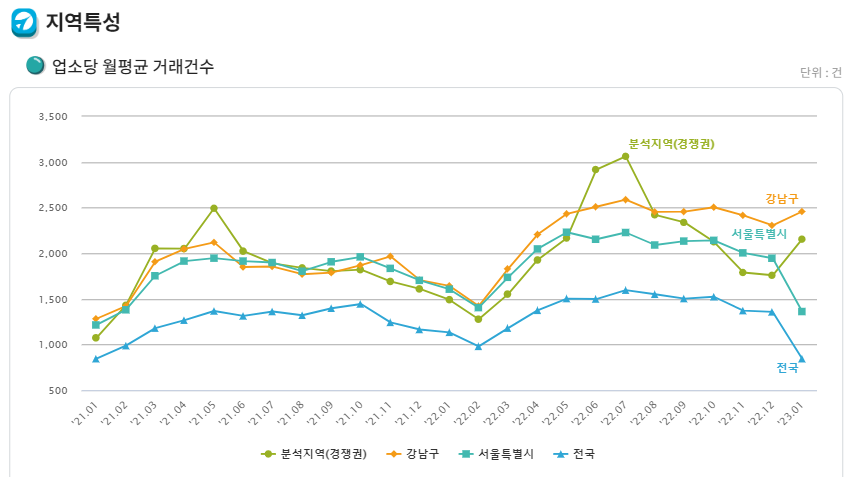 지역특성
업소당 월평균 거래건수
단위 : 건
3,500
3,000
2,500
2,000
1,500
1,000
500
분석지역(경쟁권)
강남구
서울특별시
전국
'21.01 '21.02 '21.03 '21.04 '21.05 '21.06 '21.07 '21.08 '21.09 '21.10 '21.11 '21.12 '22.01 '22.02 '22.03 '22.04 '22.05 '22.06 '22.07 '22.08 '22.09 '22.10 '22.11 '22.12 '23.01
분석지역(경쟁권) 강남구 서울특별시 전국